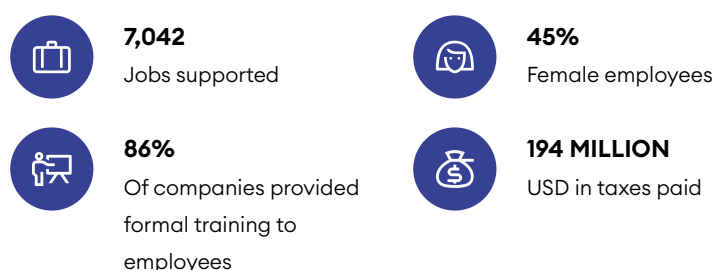 7,042
Jobs supported
45%
Female employees
86%
Of companies provided
formal training to
employees
194 MILLION
USD in taxes paid